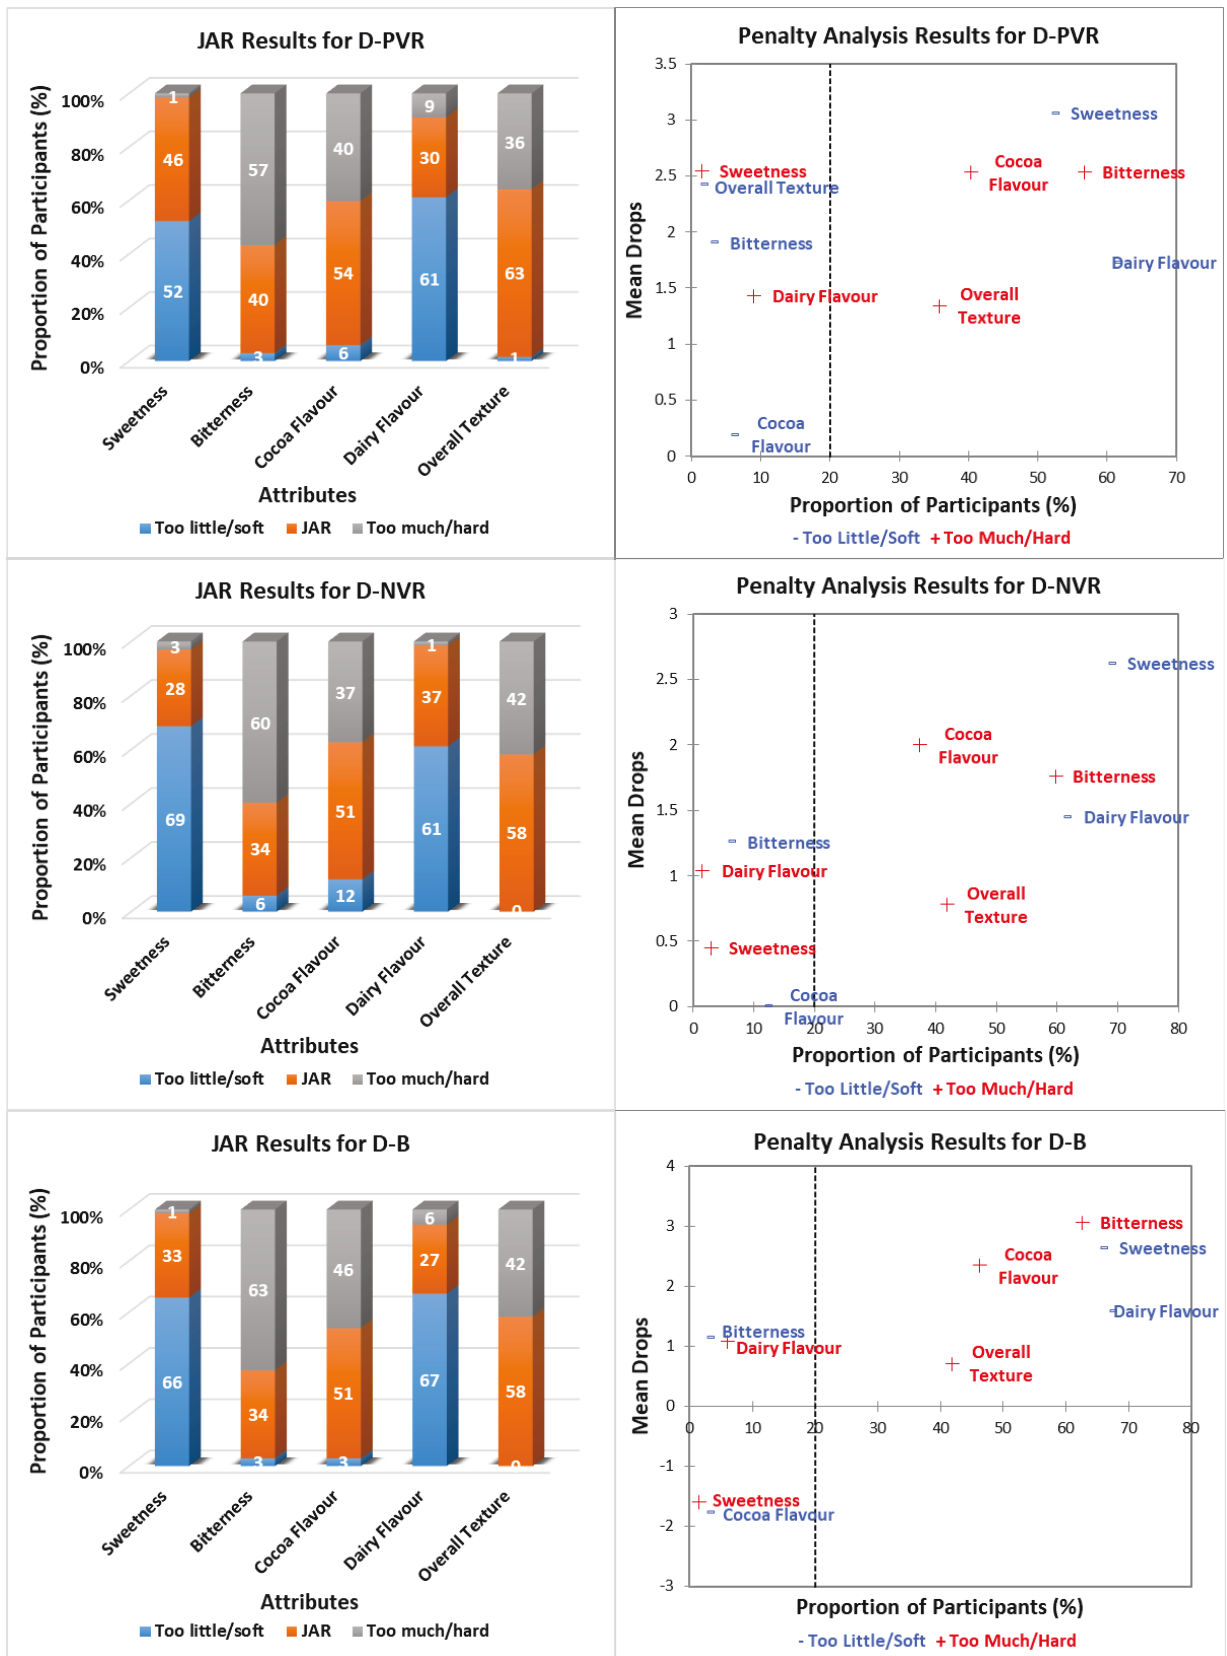 JAR Results for D-PVR
Proportion of Participants (%)
100%
80%
60%
40%
20%
0%
1
46
52
57
40
3
40
54
6
9
30
61
36
63
1
Sweetness
Bitterness
Cocoa Flavour
Dairy Flavour
Overall Texture
Attributes
Too little/soft JAR Too much/hard
Penalty Analysis Results for D-PVR
Mean Drops
3.5
3
2.5
2
1.5
1
0.5
0
Sweetness
Sweetness
Cocoa
Flavour
Bitterness
Overall Texture
Bitterness
Dairy Flavour
Dairy Flavour
Overall
Texture
Cocoa
Flavour
0 10 20 30 40 50 60 70
Proportion of Participants (%)
- Too Little/Soft + Too Much/Hard
JAR Results for D-NVR
Proportion of Participants (%)
100%
80%
60%
40%
20%
0%
3
28
69
60
34
6
37
51
12
1
37
61
42
58
0
Sweetness
Bitterness
Cocoa Flavour
Dairy Flavour
Overall Texture
Attributes
Too little/soft JAR Too much/hard
Penalty Analysis Results for D-NVR
Mean Drops
3
2.5
2
1.5
1
0.5
0
Sweetness
Cocoa
Flavour
Bitterness
Dairy Flavour
Bitterness
Dairy Flavour
Overall
Texture
Sweetness
Cocoa
Flavour
0 10 20 30 40 50 60 70 80
Proportion of Participants (%)
- Too Little/Soft + Too Much/Hard
JAR Results for D-B
Proportion of Participants (%)
100%
80%
60%
40%
20%
0%
1
33
66
63
34
3
46
51
3
6
27
67
42
58
0
Sweetness
Bitterness
Cocoa Flavour
Dairy Flavour
Overall Texture
Attributes
Too little/soft JAR Too much/hard
Penalty Analysis Results for D-B
Mean Drops
4
3
2
1
0
-1
-2
-3
Bitterness
Sweetness
Cocoa
Flavour
Dairy Flavour
Bitterness
Dairy Flavour
Overall
Texture
0 10 20 30 40 50 60 70 80
Sweetness
Cocoa Flavour
Proportion of Participants (%)
- Too Little/Soft + Too Much/Hard